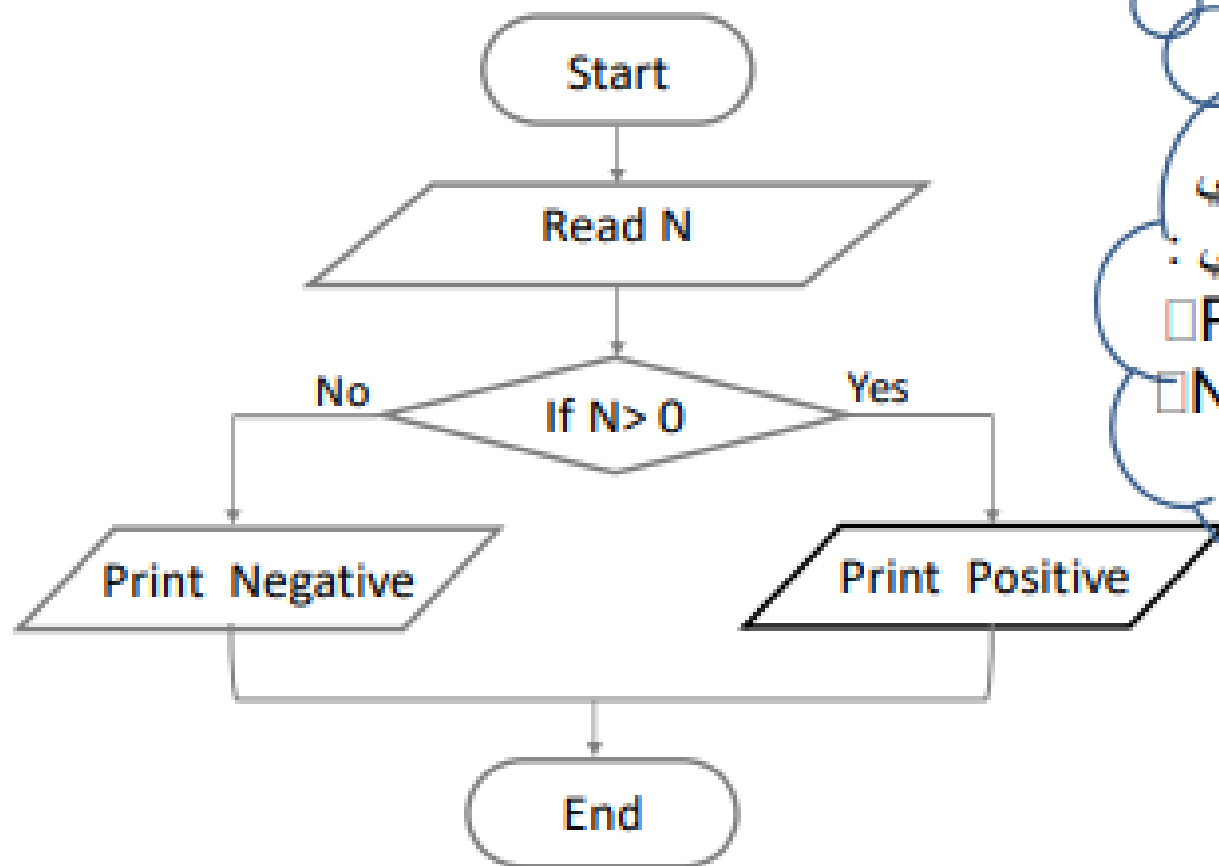 Start
Read N
No
If N> 0
Yes
Print Negative
Print Positive
End